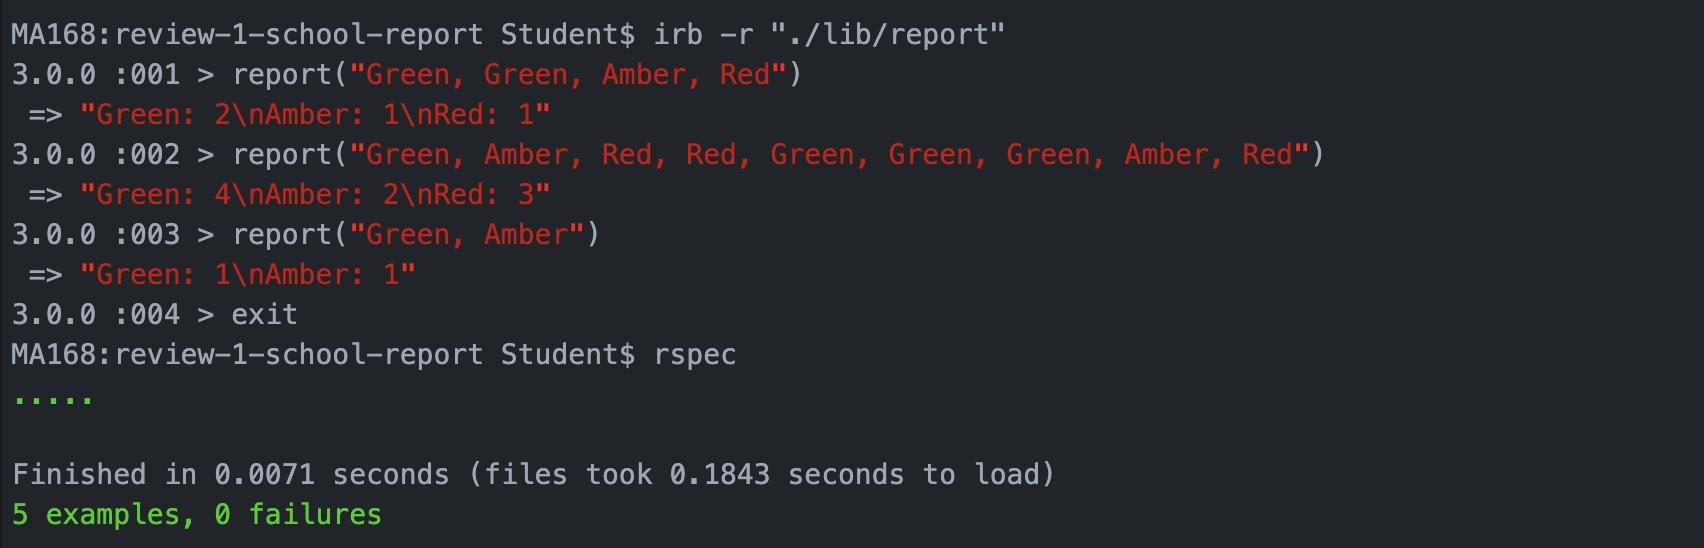 MA168:review-1-school-report Student$ irb -r "./lib/report"
3.0.0 :001 > report("Green, Green, Amber, Red")
 => "Green: 2\nAmber: 1\nRed: 1"
3.0.0 :002 > report("Green, Amber, Red, Red, Green, Green, Green, Amber, Red")
 => "Green: 4\nAmber: 2\nRed: 3"
3.0.0 :003 > report("Green, Amber")
 => "Green: 1\nAmber: 1"
3.0.0 :004 > exit
MA168:review-1-school-report Student$ rspec
.....
Finished in 0.0071 seconds (files took 0.1843 seconds to load)
5 examples, 0 failures